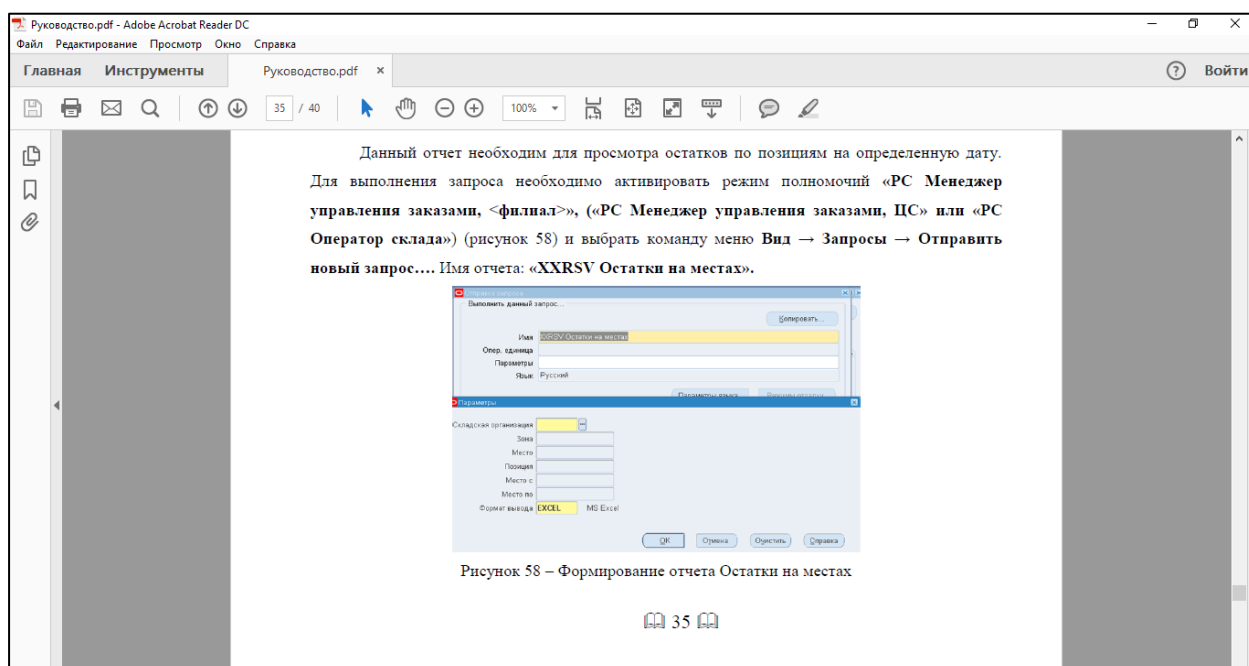 Руководство.pdf - Adobe Acrobat Reader DC
Файл Редактирование Просмотр Окно Справка
Главная Инструменты Руководство.pdf × ? Войти
35 / 40 100%
Данный отчет необходим для просмотра остатков по позициям на определенную дату.
Для выполнения запроса необходимо активировать режим полномочий «РС Менеджер
управления заказами, <филиал>», («РС Менеджер управления заказами, ЦС» или «РС
Оператор склада») (рисунок 58) и выбрать команду меню Вид → Запросы → Отправить
новый запрос…. Имя отчета: «XXRSV Остатки на местах».
Выполнить данный запрос...
Копировать...
Имя XXRSV Остатки на местах
Опер. единица
Параметры
Язык Русский
Параметры языка
Параметры
Складская организация
Зона
Место
Позиция
Место с
Место по
Формат вывода EXCEL MS Excel
OK Отмена Очистить Справка
Рисунок 58 – Формирование отчета Остатки на местах
35